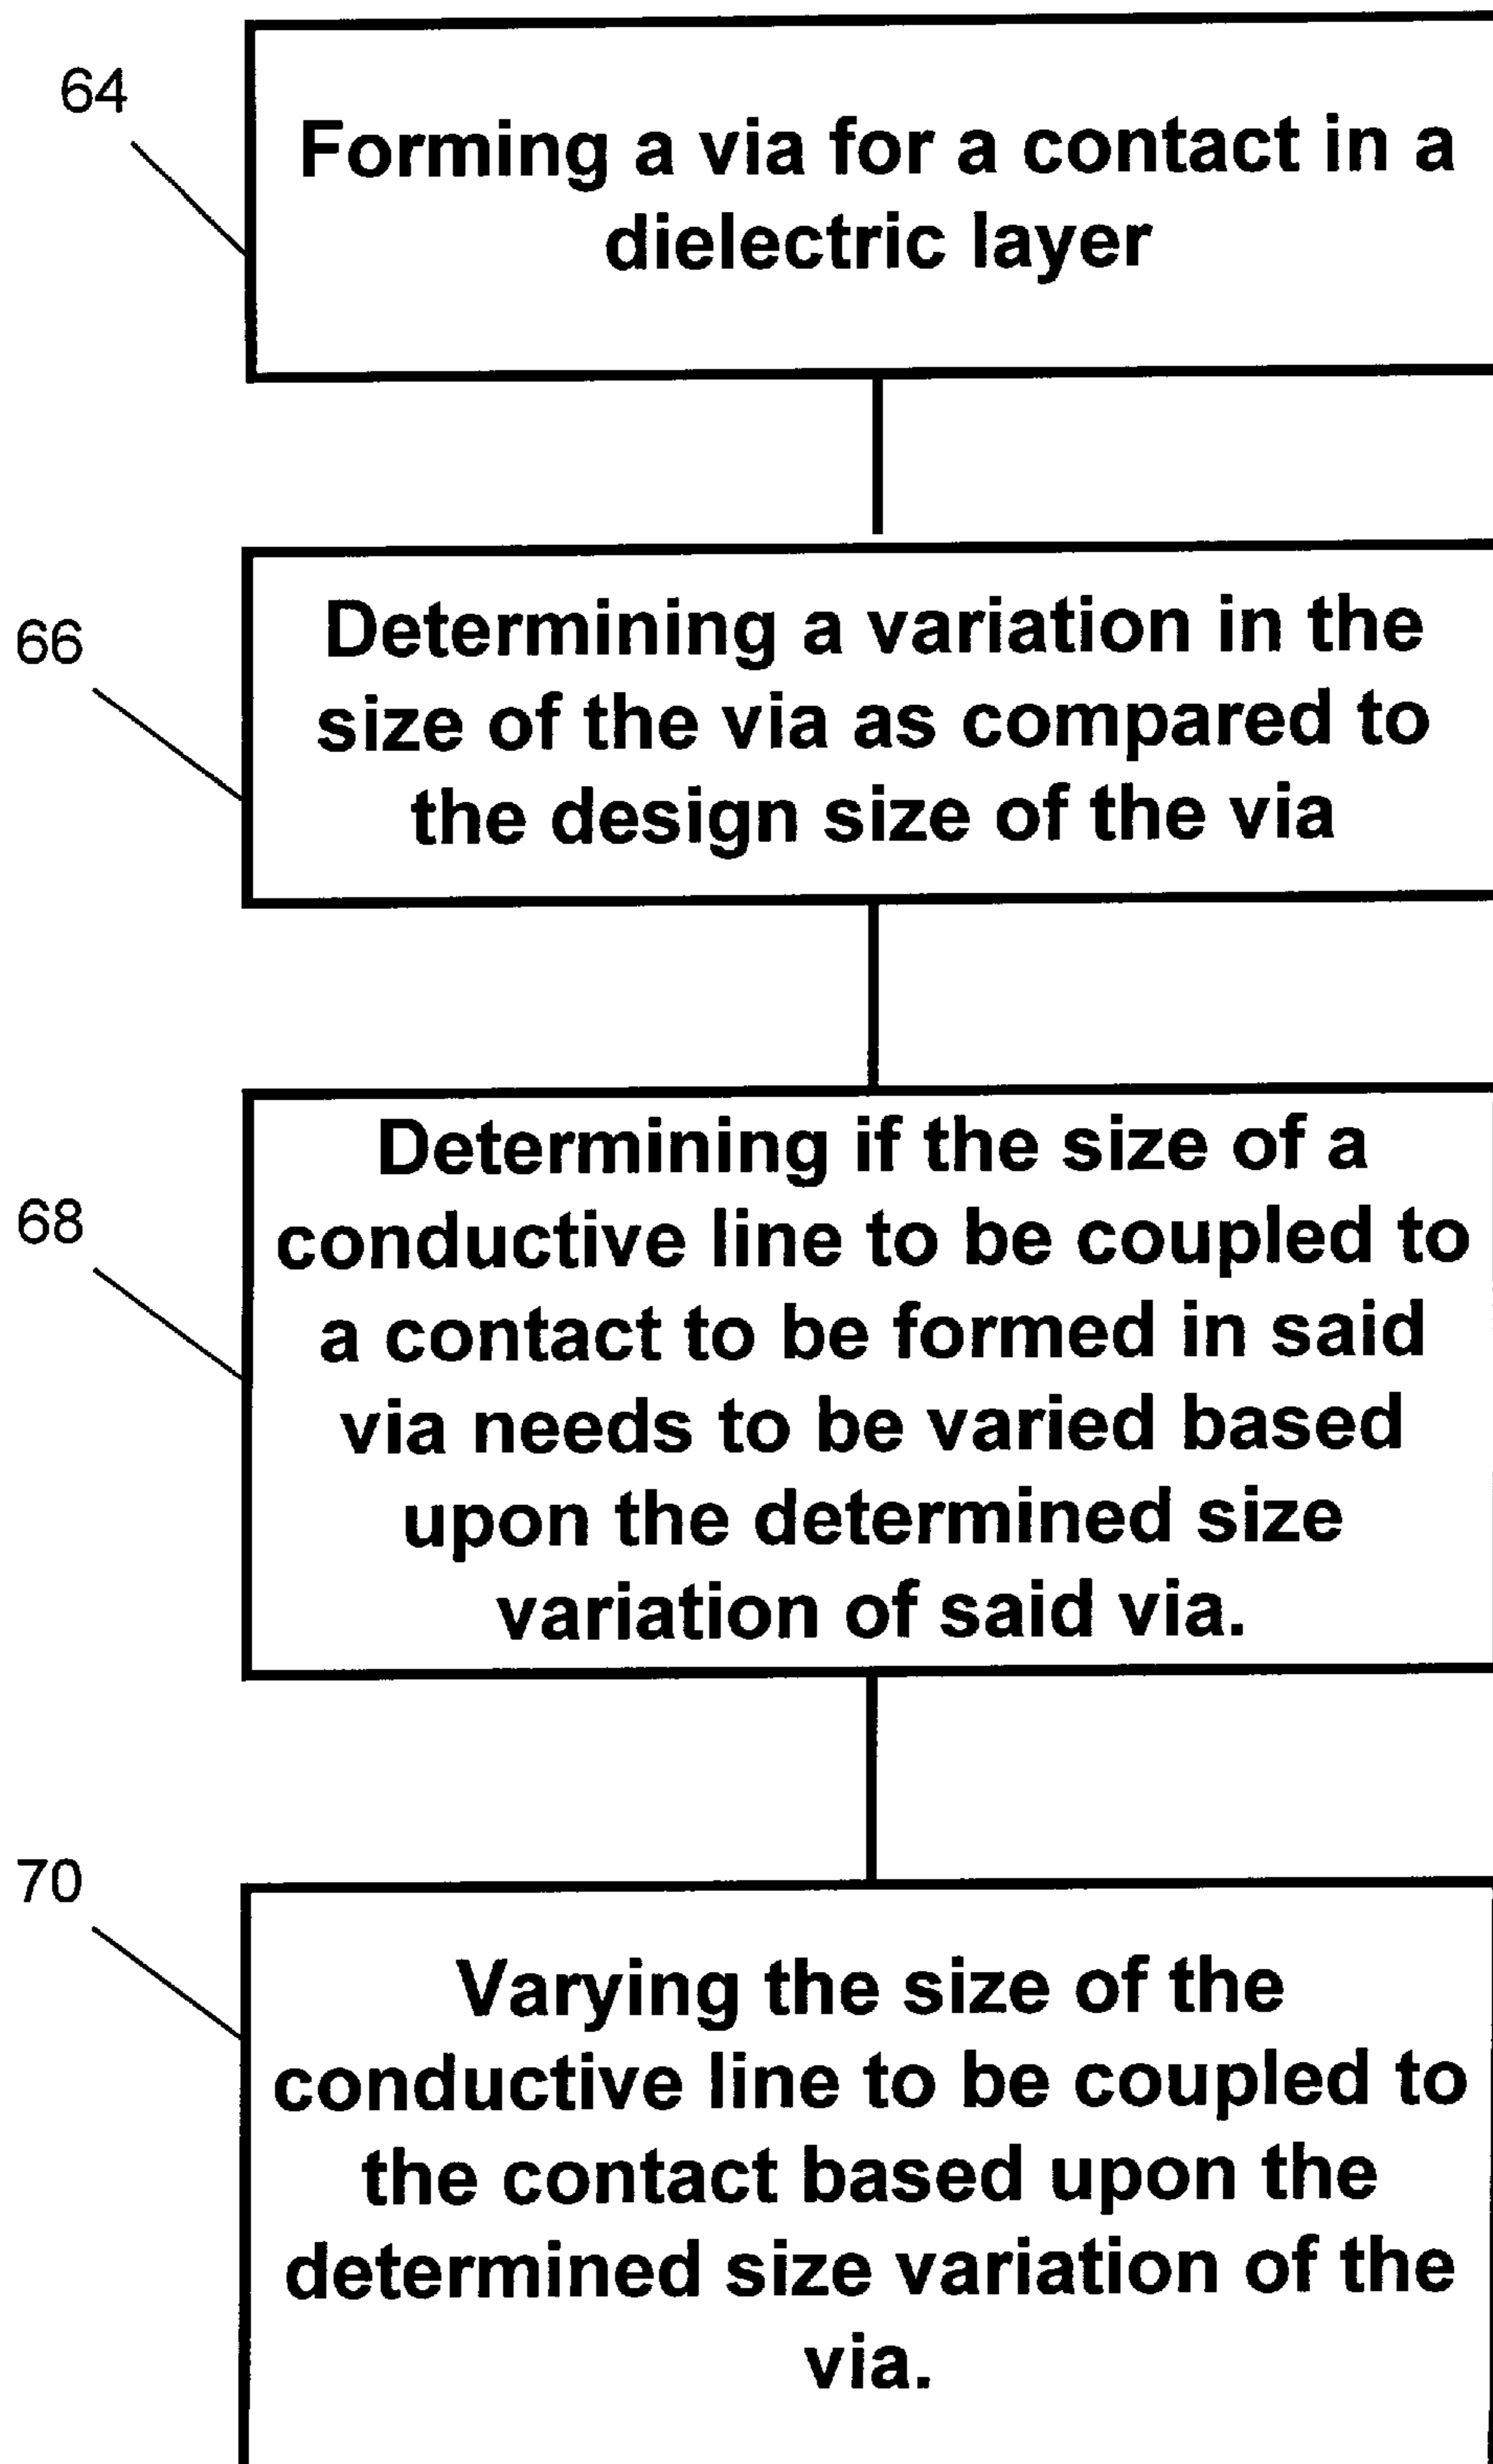 64
Forming a via for a contact in a
dielectric layer
66
Determining a variation in the
size of the via as compared to
the design size of the via
68
Determining if the size of a
conductive line to be coupled to
a contact to be formed in said
via needs to be varied based
upon the determined size
variation of said via.
70
Varying the size of the
conductive line to be coupled to
the contact based upon the
determined size variation of the
via.